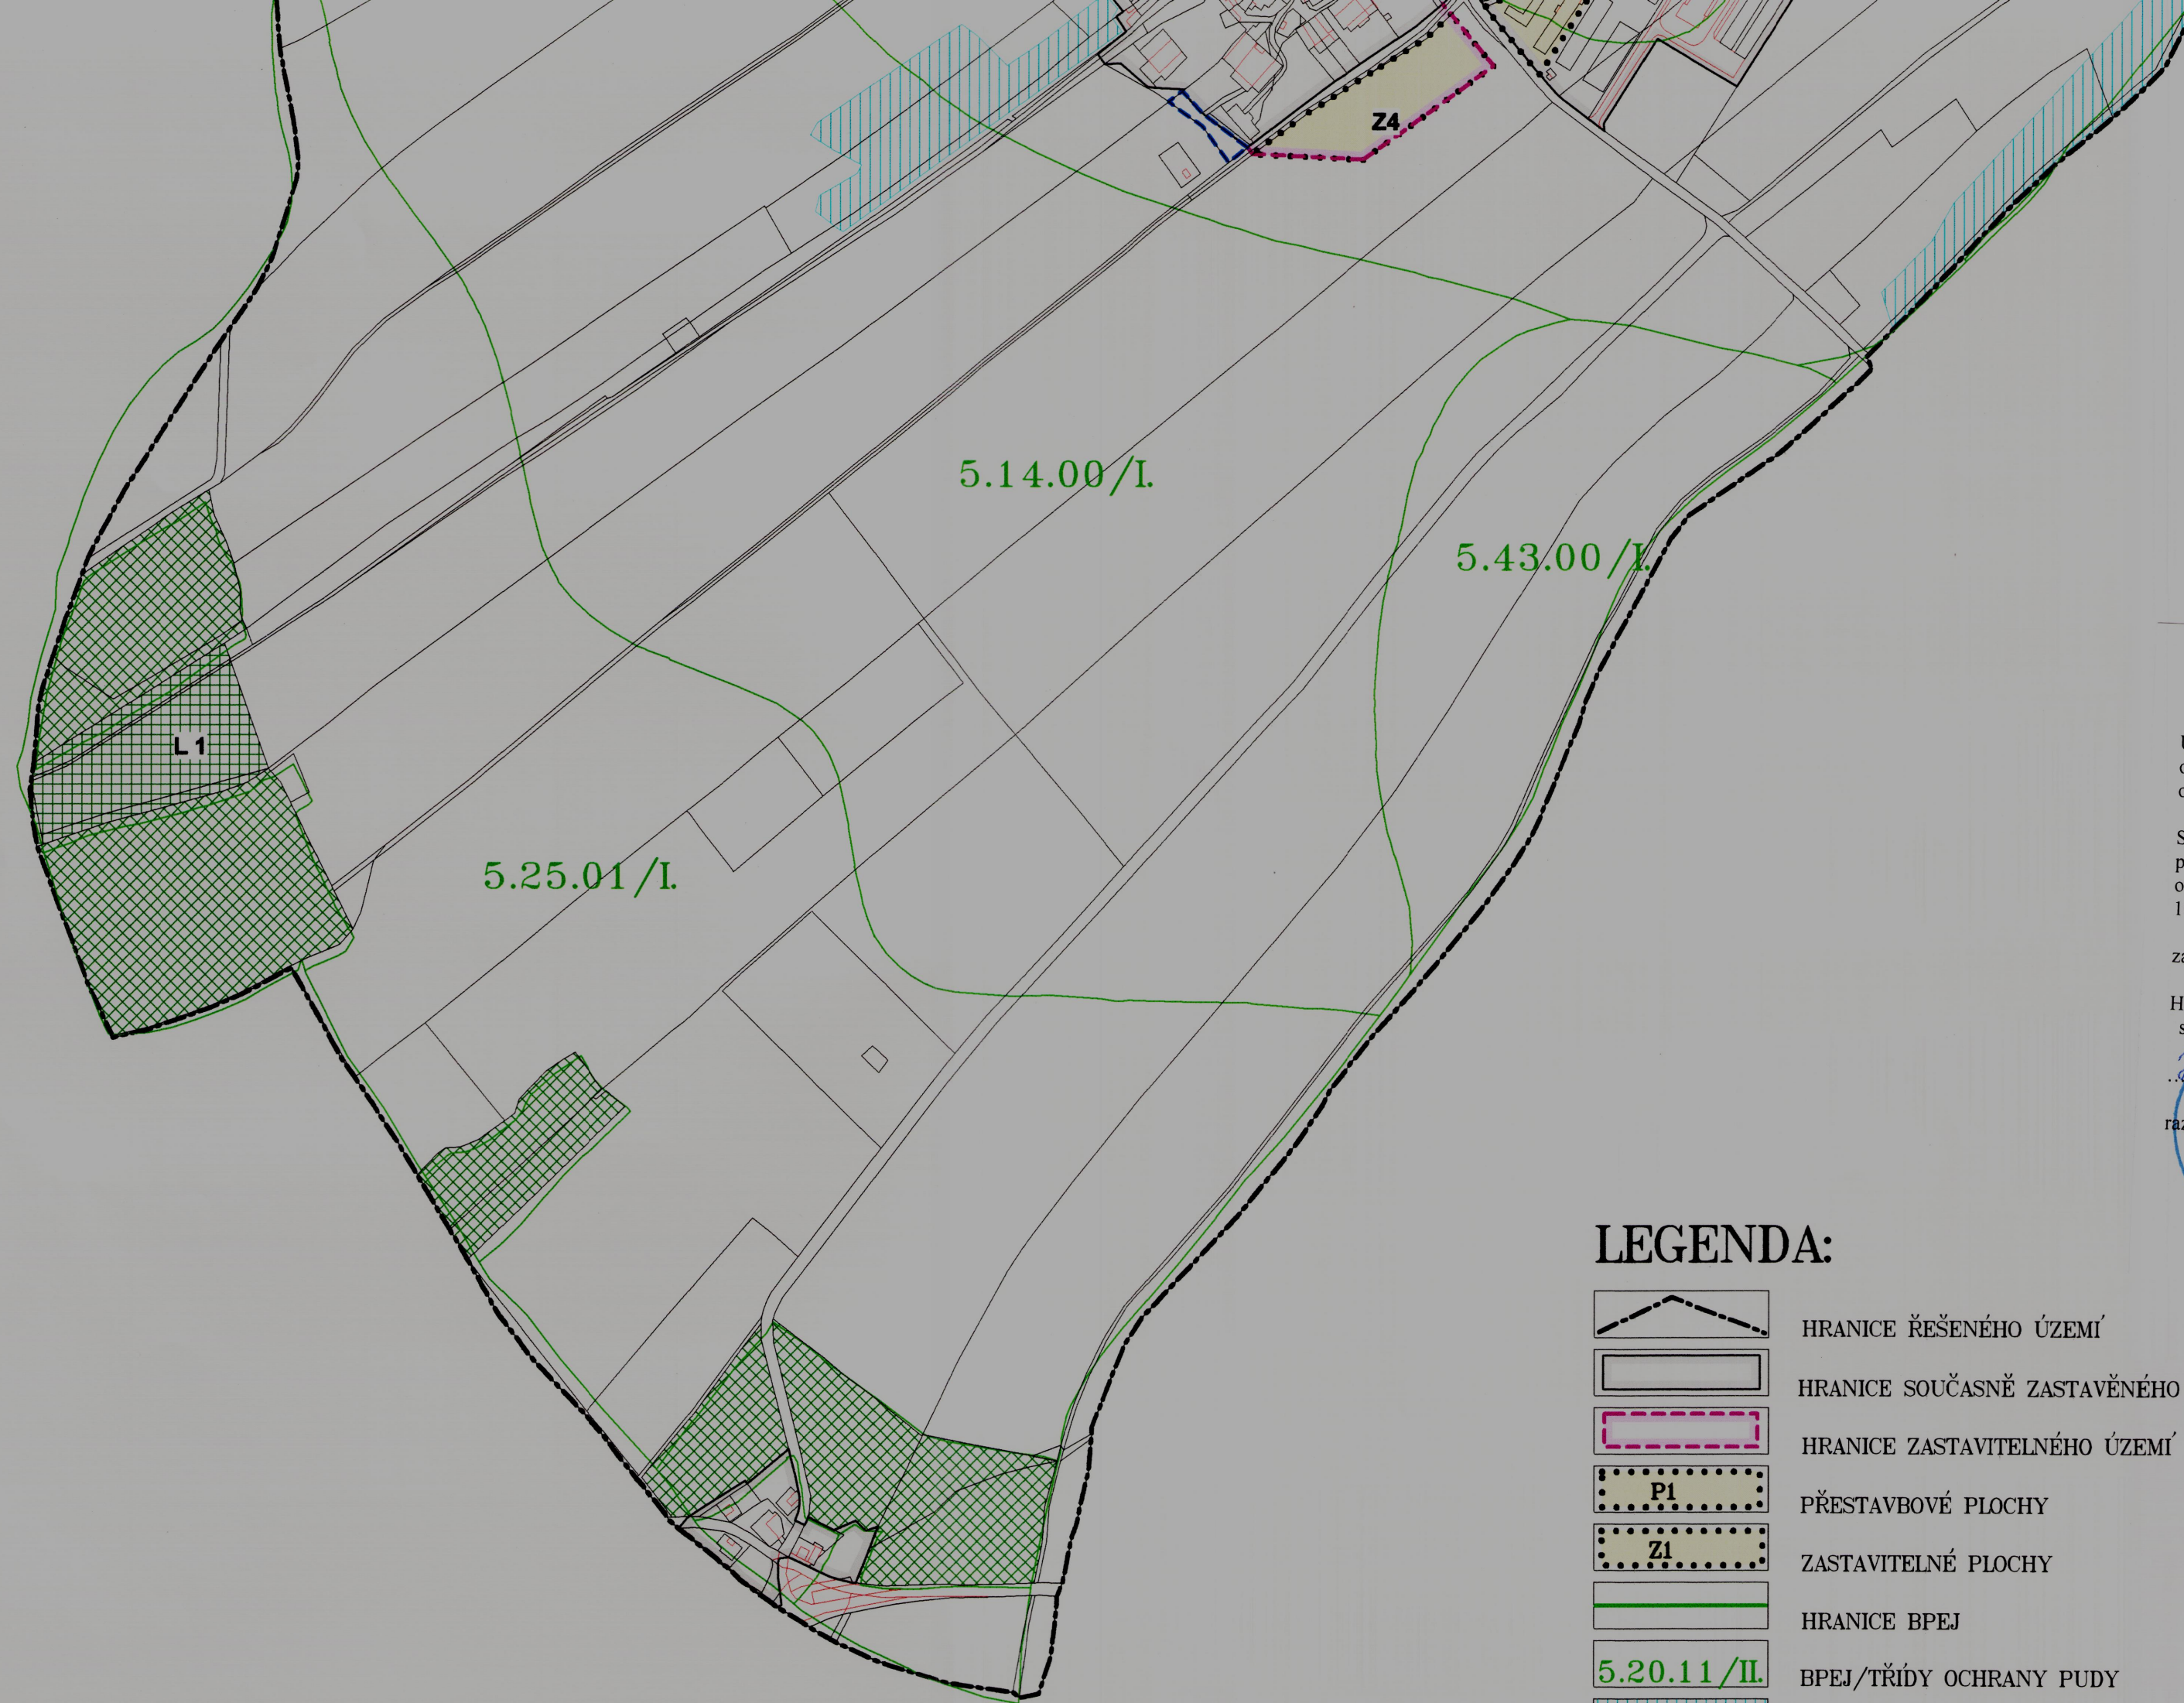 Z4
5.14.00/I.
5.43.00/I.
L 1
5.25.01/I.
LEGENDA:
HRANICE ŘEŠENÉHO ÚZEMÍ
HRANICE SOUČASNĚ ZASTAVĚNÉHO
HRANICE ZASTAVITELNÉHO ÚZEMÍ
P1 PŘESTAVBOVÉ PLOCHY
Z1 ZASTAVITELNÉ PLOCHY
HRANICE BPEJ
5.20.11/II. BPEJ/TŘÍDY OCHRANY PUDY